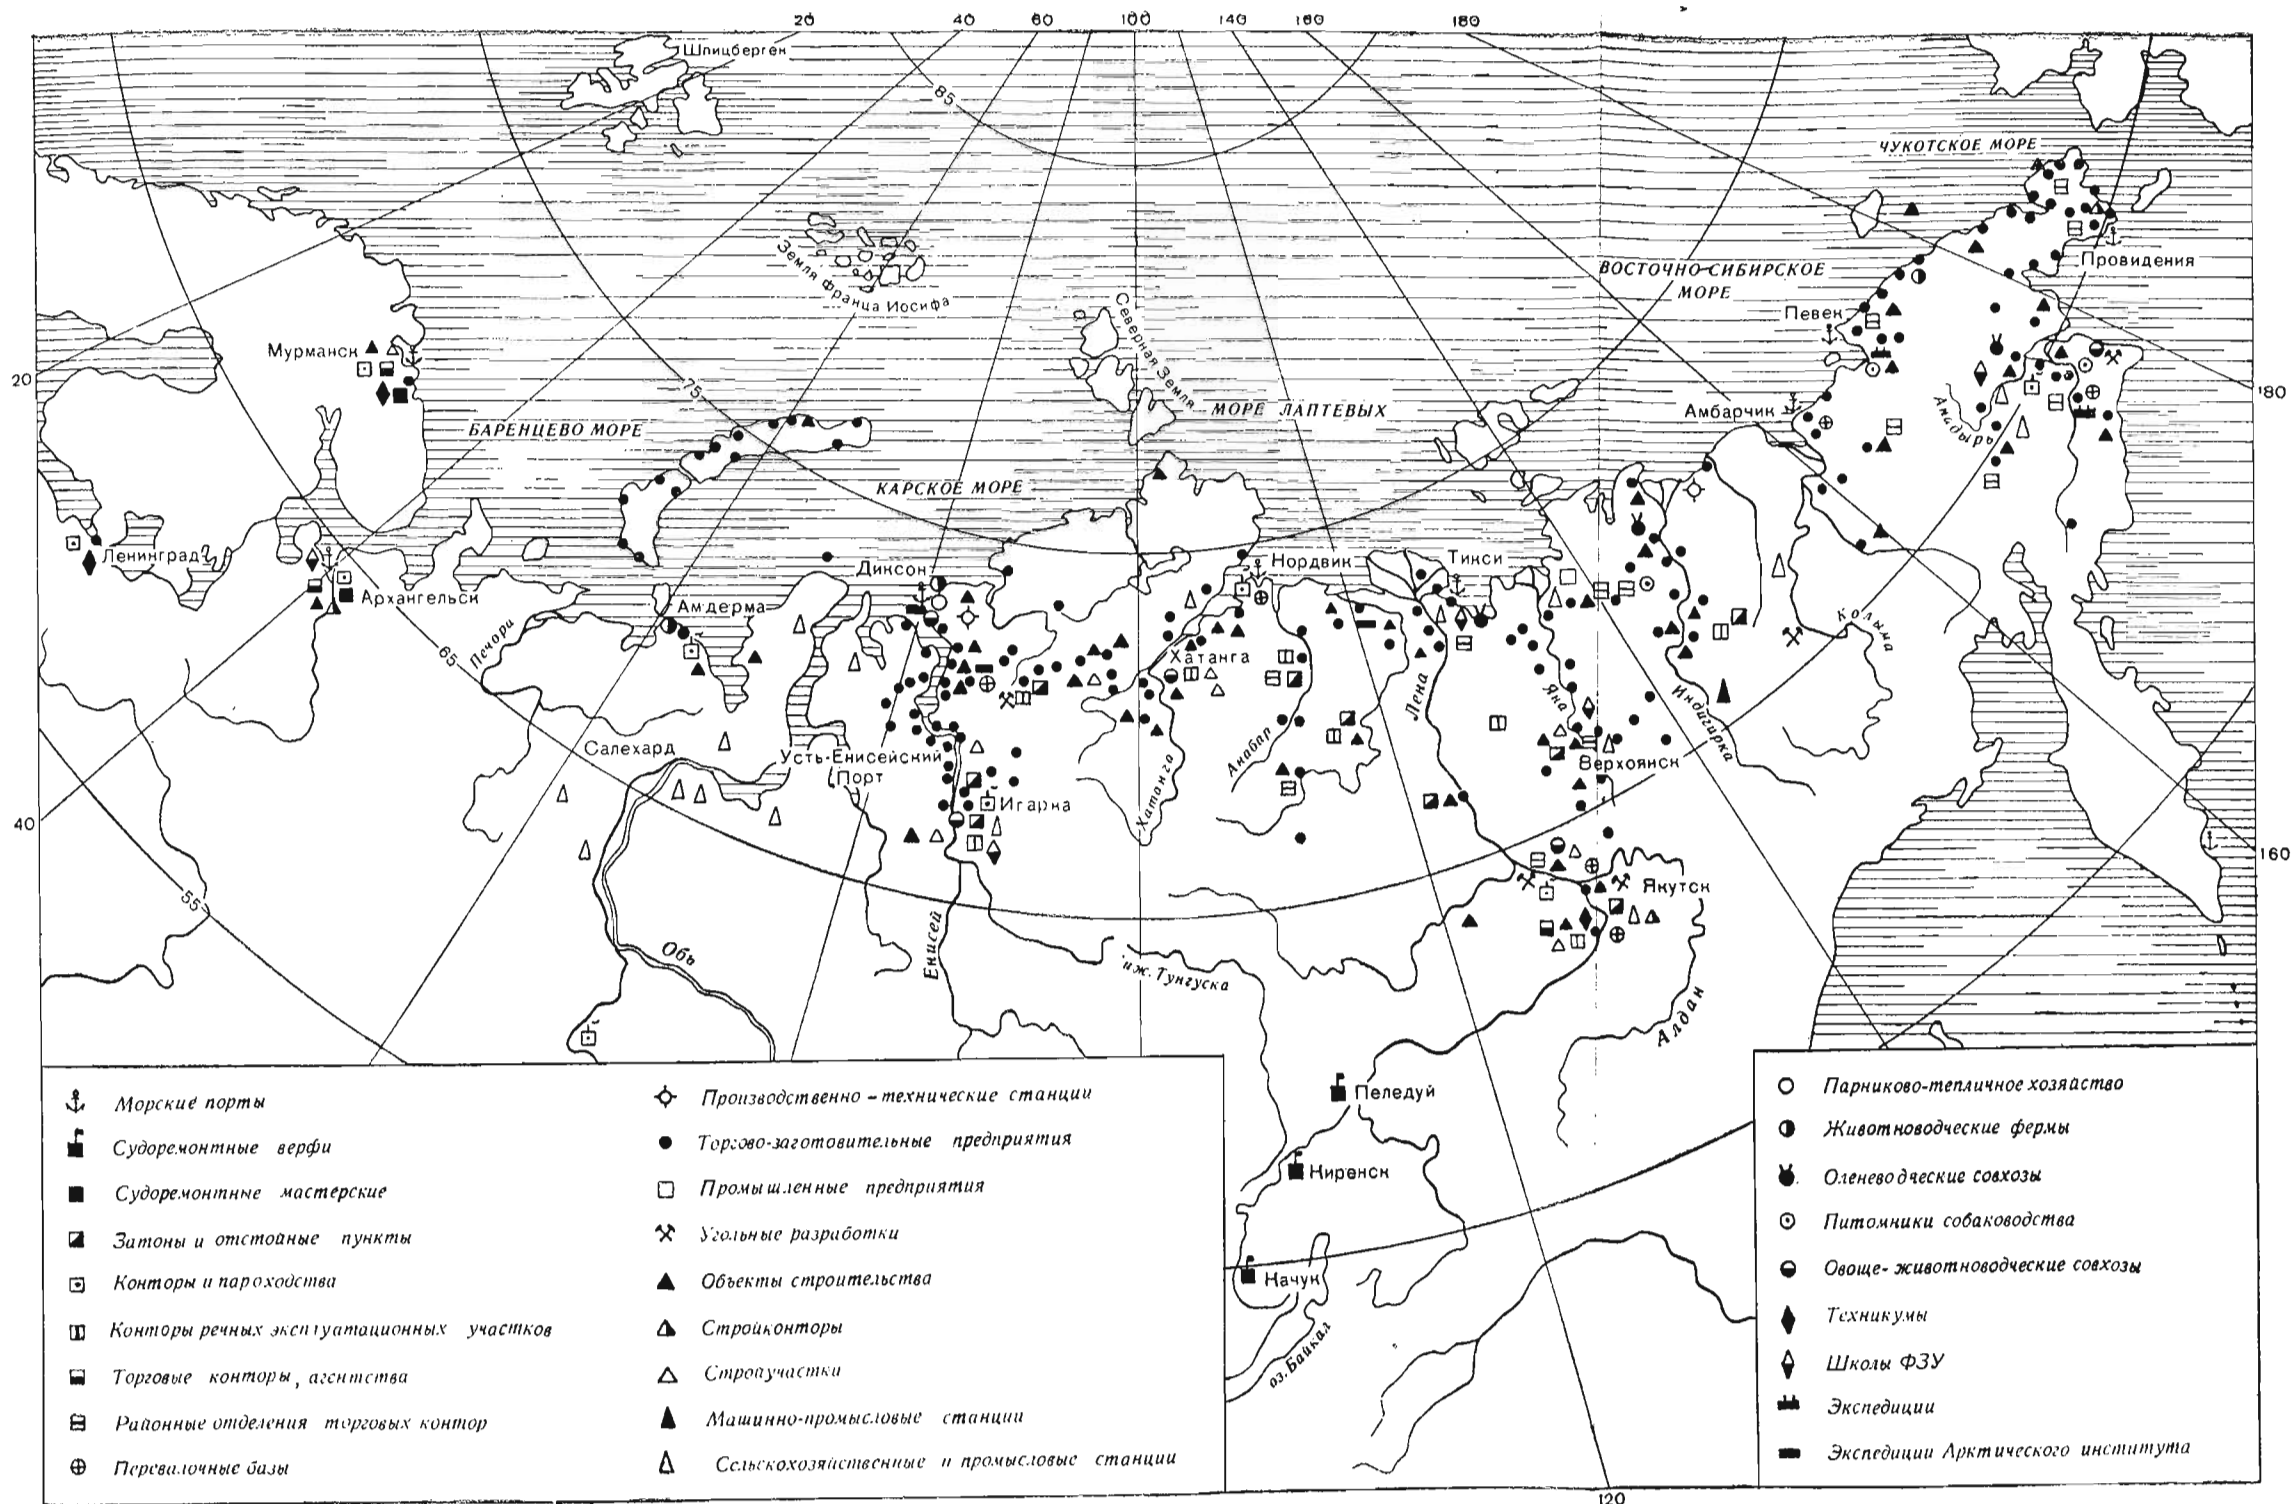 20 40 60 100 140 160 180
Шпицберген
85
ЧУКОТСКОЕ МОРЕ
Земля Франца Иосифа
Северная Земля
ВОСТОЧНО-СИБИРСКОЕ
МОРЕ
Провидения
Певек
Мурманск
20
75
180
БАРЕНЦЕВО МОРЕ
МОРЕ ЛАПТЕВЫХ
Амбарчик
Анадырь
КАРСКОЕ МОРЕ
Ленинград
Архангельск
Диксон
Нордвик
Тикси
Амдерма
Печори
65
Хатанга
Колыма
Лена
Яна
Индигирка
Салехард
Усть-Енисейский
Порт
Анабар
Верхоянск
Игарка
Хатанга
40
160
55
Якутск
Обь
Енисей
иж. Тунгуска
Алдан
Пеледуй
Киренск
Качук
оз. Байкал
120
Морские порты
Судоремонтные верфи
Судоремонтные мастерские
Затоны и отстойные пункты
Конторы и пароходства
Конторы речных эксплуатационных участков
Торговые конторы, агентства
Районные отделения торговых контор
Перевалочные базы
Производственно-технические станции
Торгово-заготовительные предприятия
Промышленные предприятия
Угольные разработки
Объекты строительства
Стройконторы
Стройучастки
Машинно-промысловые станции
Сельскохозяйственные и промысловые станции
Парниково-тепличное хозяйство
Животноводческие фермы
Оленеводческие совхозы
Питомники собаководства
Овоще-животноводческие совхозы
Техникумы
Школы ФЗУ
Экспедиции
Экспедиции Арктического института